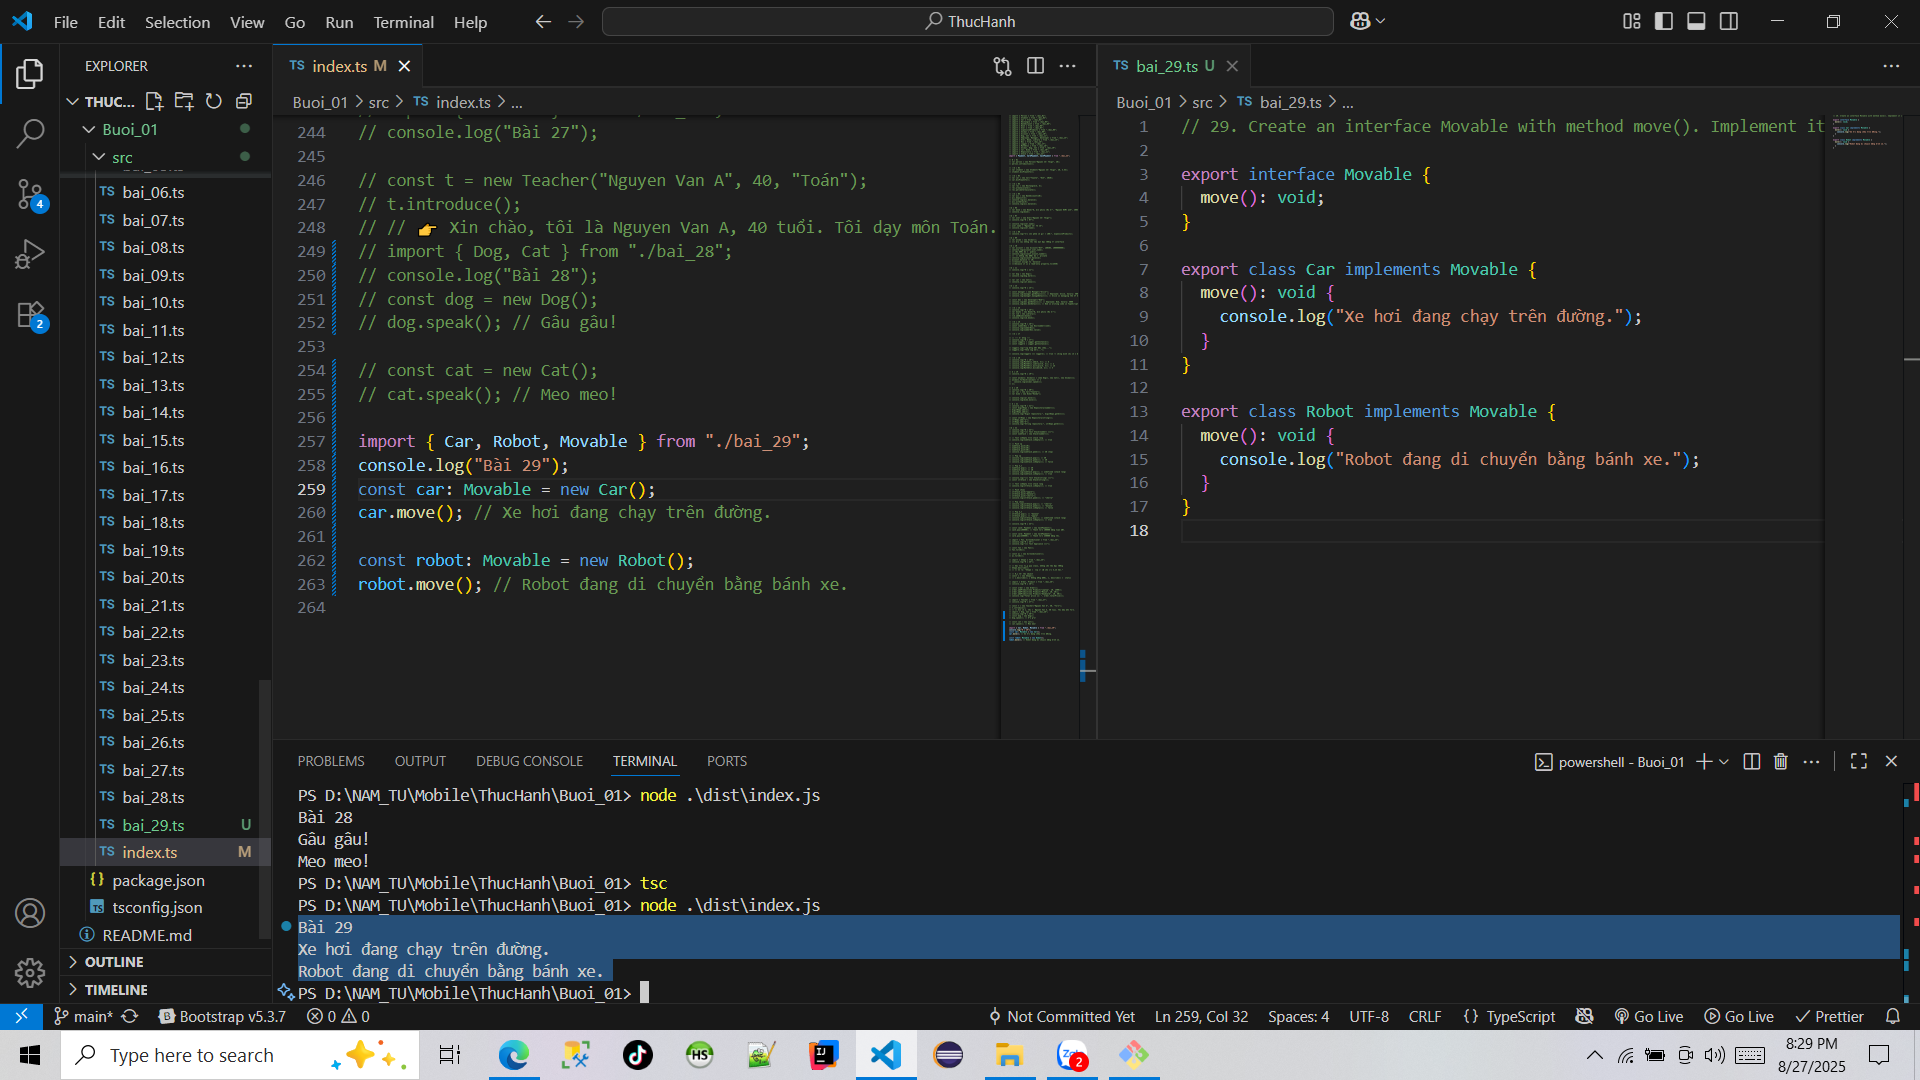 File Edit Selection View Go Run Terminal Help
ThucHanh
EXPLORER
THUC...
Buoi_01
src
bai_06.ts
bai_07.ts
bai_08.ts
bai_09.ts
bai_10.ts
bai_11.ts
bai_12.ts
bai_13.ts
bai_14.ts
bai_15.ts
bai_16.ts
bai_17.ts
bai_18.ts
bai_19.ts
bai_20.ts
bai_21.ts
bai_22.ts
bai_23.ts
bai_24.ts
bai_25.ts
bai_26.ts
bai_27.ts
bai_28.ts
bai_29.ts U
index.ts M
package.json
tsconfig.json
README.md
OUTLINE
TIMELINE
4
2
TS index.ts M
Buoi_01 > src > TS index.ts > ...
244 // console.log("Bài 27");
245
246 // const t = new Teacher("Nguyen Van A", 40, "Toán");
247 // t.introduce();
248 // // 👉 Xin chào, tôi là Nguyen Van A, 40 tuổi. Tôi dạy môn Toán.
249 // import { Dog, Cat } from "./bai_28";
250 // console.log("Bài 28");
251 // const dog = new Dog();
252 // dog.speak(); // Gâu gâu!
253
254 // const cat = new Cat();
255 // cat.speak(); // Meo meo!
256
257 import { Car, Robot, Movable } from "./bai_29";
258 console.log("Bài 29");
259 const car: Movable = new Car();
260 car.move(); // Xe hơi đang chạy trên đường.
261
262 const robot: Movable = new Robot();
263 robot.move(); // Robot đang di chuyển bằng bánh xe.
264
TS bai_29.ts U
Buoi_01 > src > TS bai_29.ts > ...
1 // 29. Create an interface Movable with method move(). Implement it
2
3 export interface Movable {
4 move(): void;
5 }
6
7 export class Car implements Movable {
8 move(): void {
9 console.log("Xe hơi đang chạy trên đường.");
10 }
11 }
12
13 export class Robot implements Movable {
14 move(): void {
15 console.log("Robot đang di chuyển bằng bánh xe.");
16 }
17 }
18
PROBLEMS OUTPUT DEBUG CONSOLE TERMINAL PORTS
powershell - Buoi_01
PS D:\NAM_TU\Mobile\ThucHanh\Buoi_01> node .\dist\index.js
Bài 28
Gâu gâu!
Meo meo!
PS D:\NAM_TU\Mobile\ThucHanh\Buoi_01> tsc
PS D:\NAM_TU\Mobile\ThucHanh\Buoi_01> node .\dist\index.js
Bài 29
Xe hơi đang chạy trên đường.
Robot đang di chuyển bằng bánh xe.
PS D:\NAM_TU\Mobile\ThucHanh\Buoi_01>
main* Bootstrap v5.3.7 0 0
Not Committed Yet Ln 259, Col 32 Spaces: 4 UTF-8 CRLF {} TypeScript Go Live Go Live Prettier
Type here to search
HS
IJ
2
8:29 PM
8/27/2025